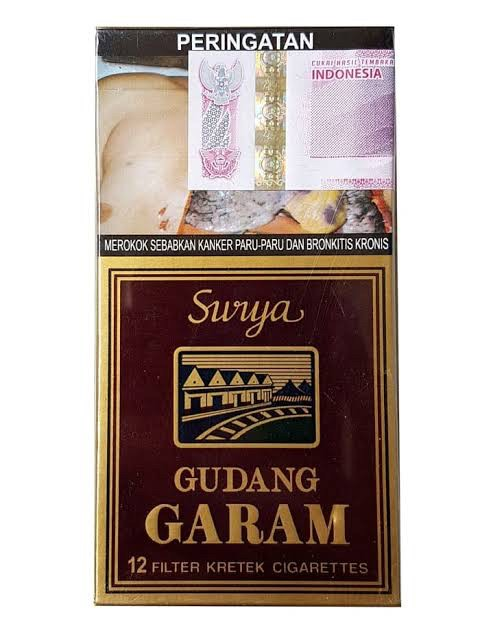 PERINGATAN
CUKAI HASIL TEMBAKA
INDONESIA
MEROKOK SEBABKAN KANKER PARU-PARU DAN BRONKITIS KRONIS
Surya
GUDANG
GARAM
12 FILTER KRETEK CIGARETTES